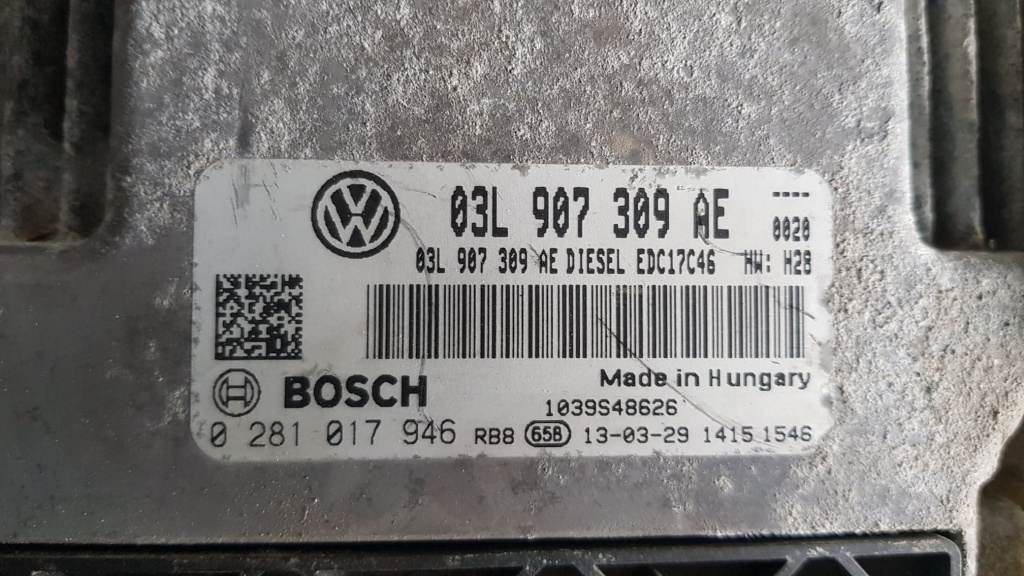 03L 907 309 AE ----
0020
03L 907 309 AE DIESEL EDC17C46 HW: H28
BOSCH
Made in Hungary
1039S48626
0 281 017 946 RB8 65B 13-03-29 1415 1546